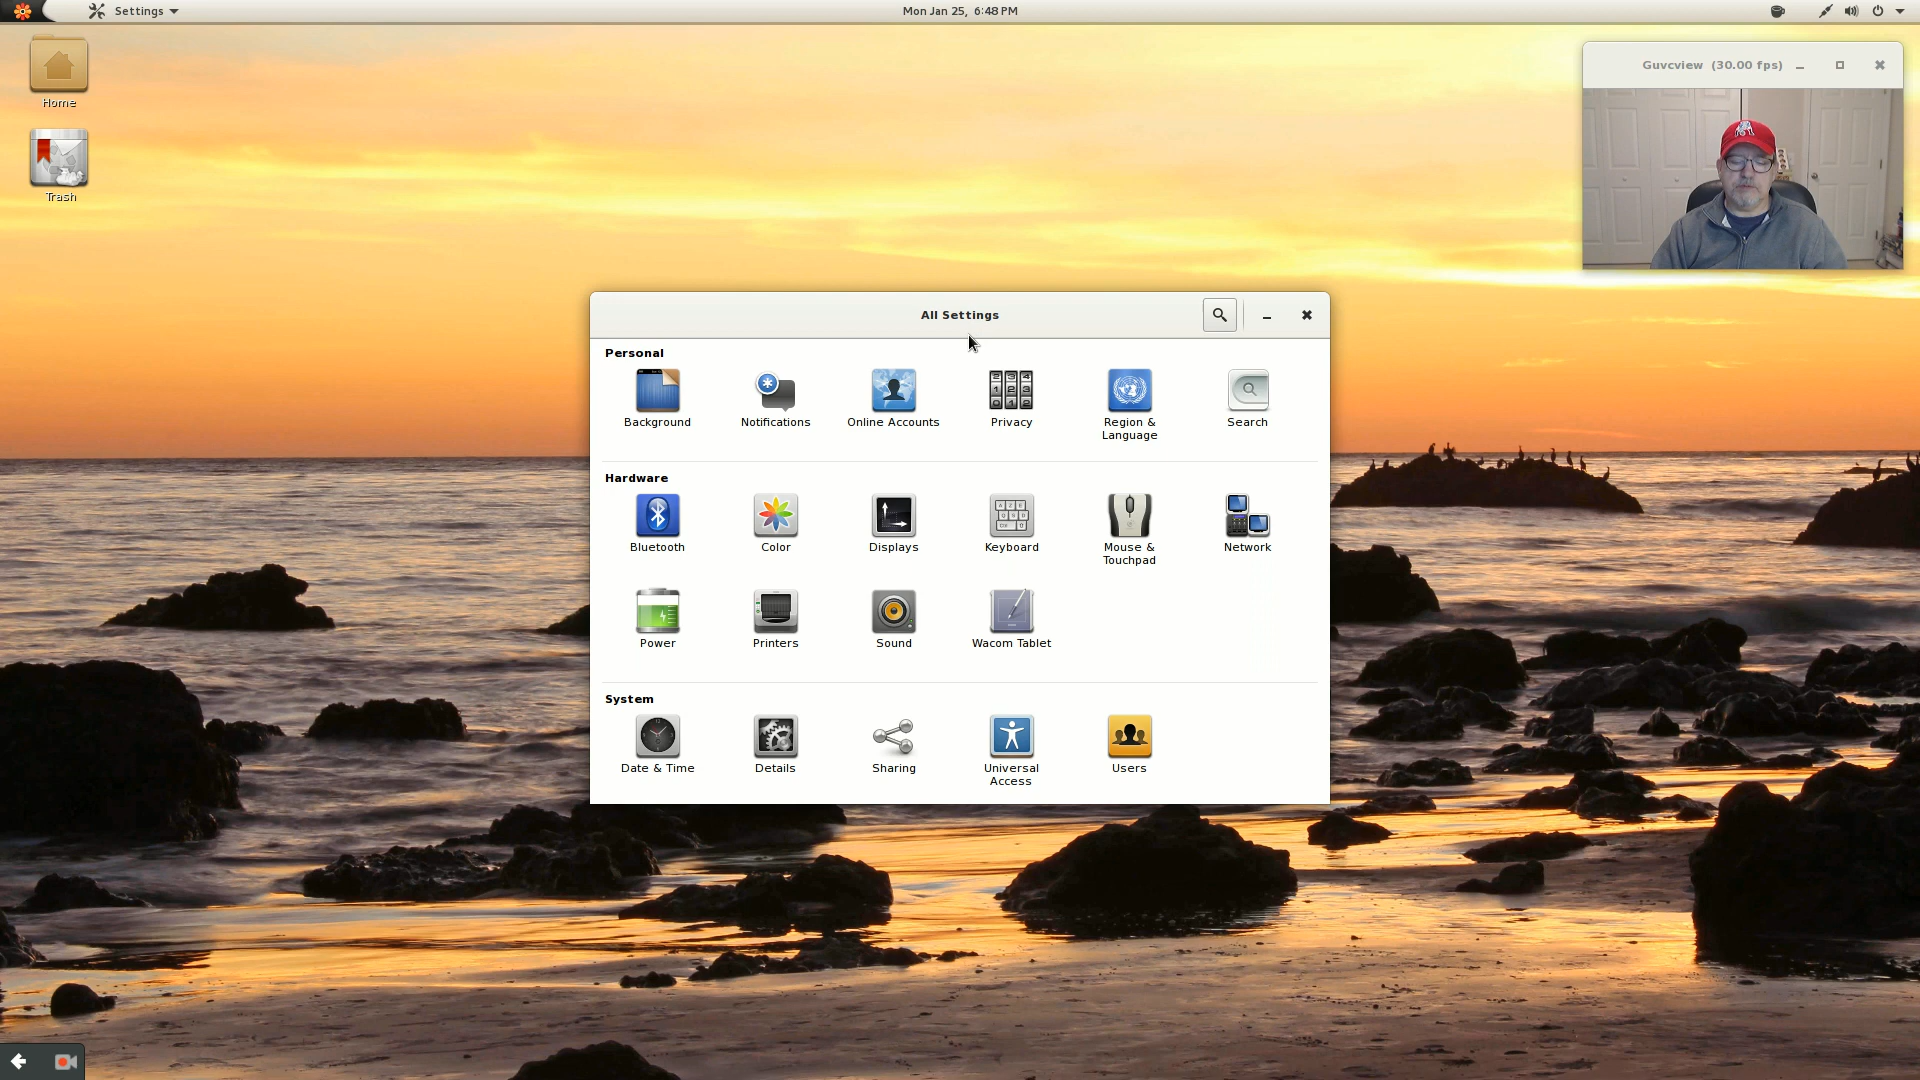 Settings
Mon Jan 25, 6:48 PM
Home
Trash
Guvcview (30.00 fps)
All Settings
Personal
Background
Notifications
Online Accounts
Privacy
Region &
Language
Search
Hardware
Bluetooth
Color
Displays
Keyboard
Mouse &
Touchpad
Network
Power
Printers
Sound
Wacom Tablet
System
Date & Time
Details
Sharing
Universal
Access
Users